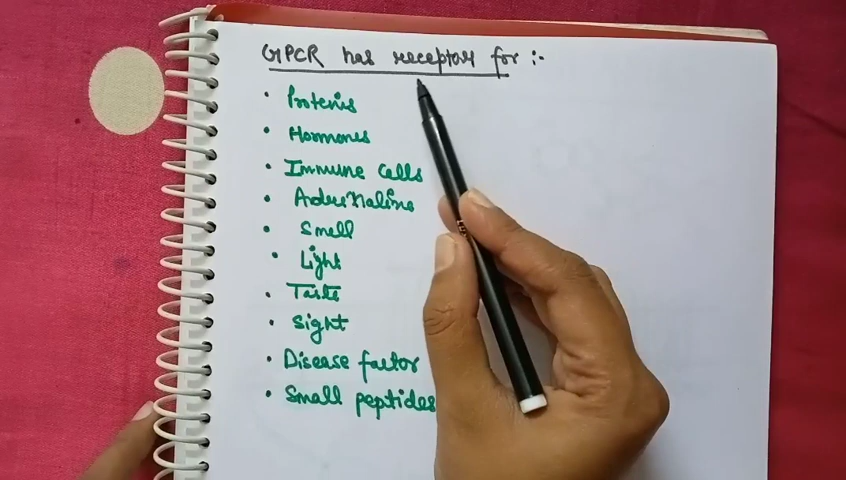 GPCR has receptors for :-
• Proteins
• Hormones
• Immune Cells
• Adrenaline
• Smell
• Light
• Taste
• Sight
• Disease factor
• Small peptides